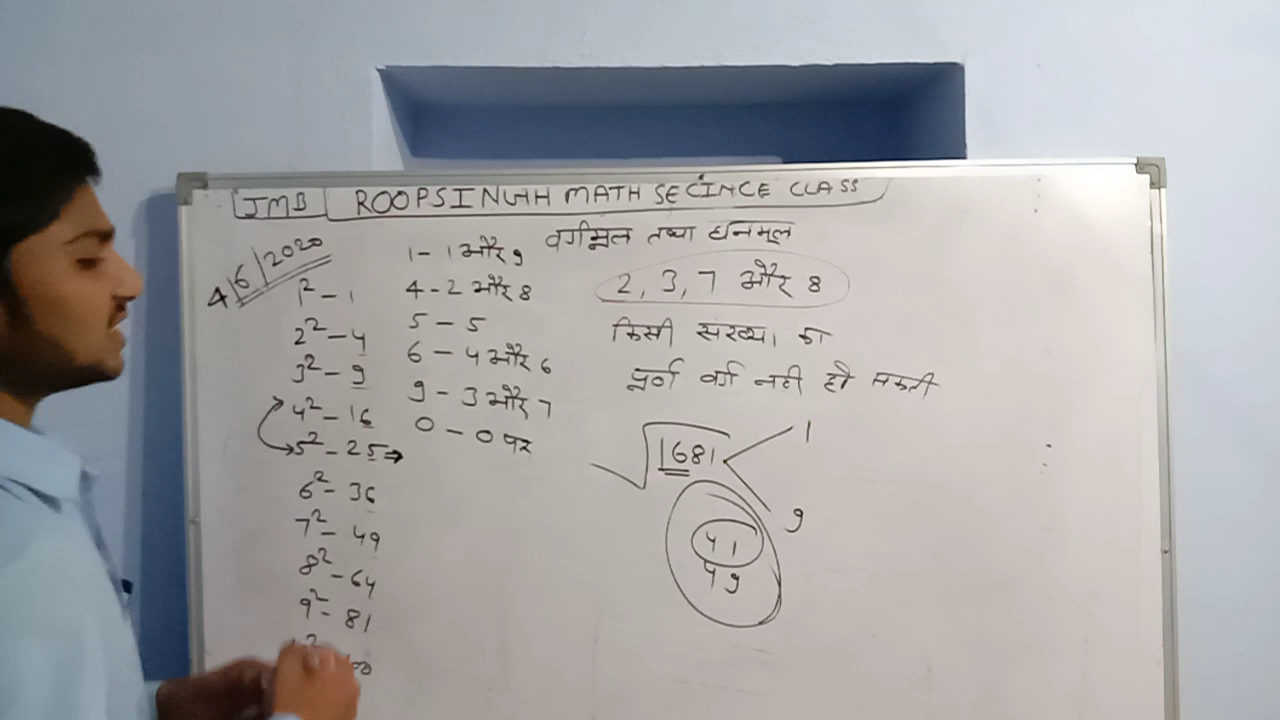 JMB ROOPSINGH MATH SECINCE CLASS
4/6/2020
वर्गमूल तथा घनमूल
1² - 1
2² - 4
3² - 9
4² - 16
5² - 25
6² - 36
7² - 49
8² - 64
9² - 81
1 - 1 और 9
4 - 2 और 8
5 - 5
6 - 4 और 6
9 - 3 और 7
0 - 0 पर
2, 3, 7 और 8
किसी संख्या का
पूर्ण वर्ग नही हो सकती
√1681
1
9
41
49